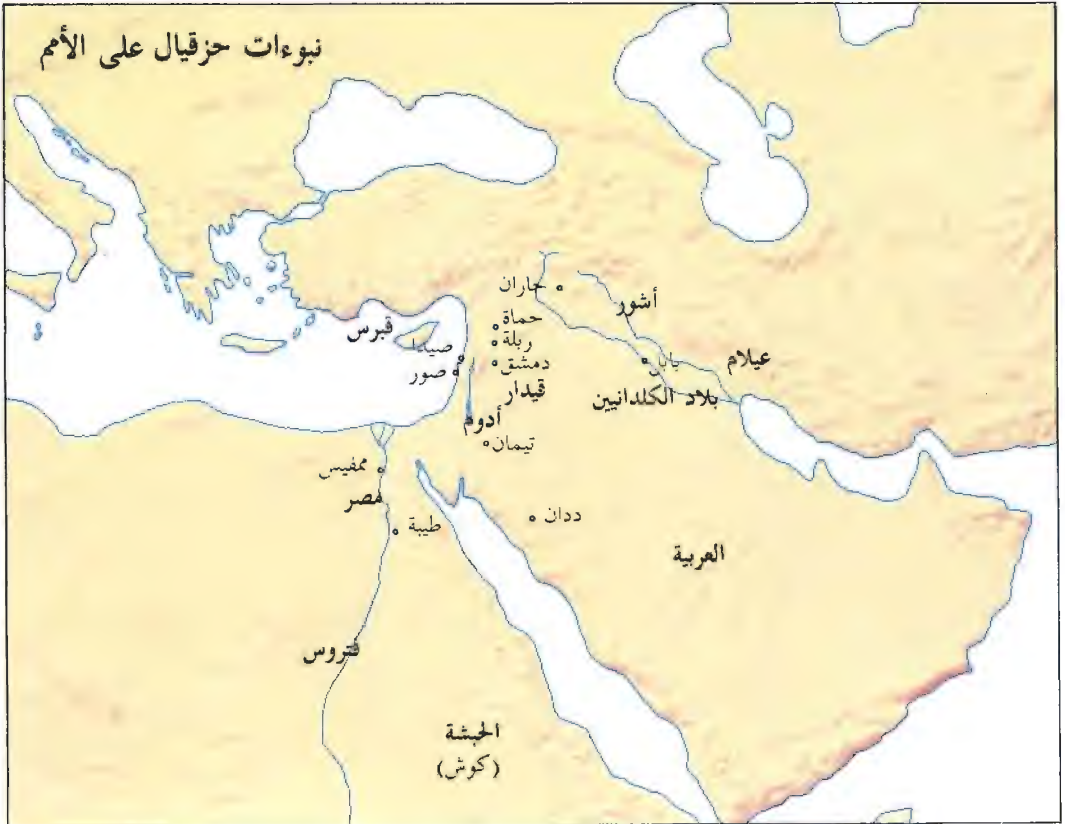 نبوءات حزقيال على الأمم
حاران
أشور
حماة
قبرس
ربلة
صيدا
دمشق
بابل
عيلام
صور
قيدار
بلاد الكلدانيين
أدوم
تيمان
ممفيس
مصر
ددان
طيبة
العربية
فتروس
الحبشة
(كوش)